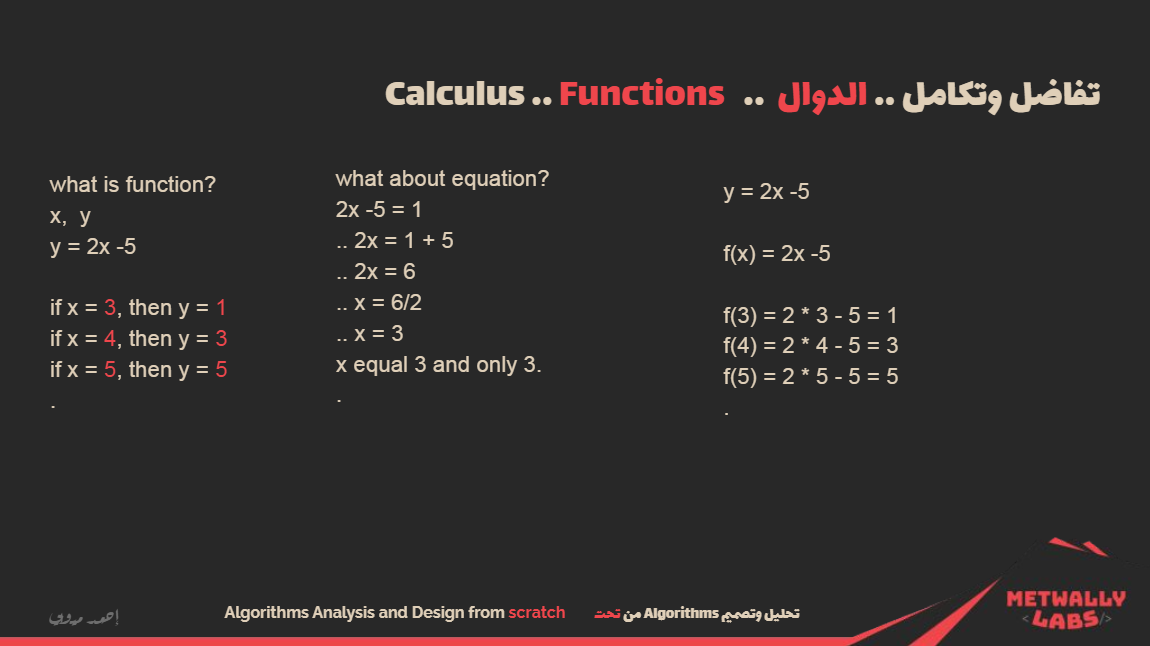 Calculus .. Functions .. تفاضل وتكامل .. الدوال
what is function?
x, y
y = 2x -5
if x = 3, then y = 1
if x = 4, then y = 3
if x = 5, then y = 5
.
what about equation?
2x -5 = 1
.. 2x = 1 + 5
.. 2x = 6
.. x = 6/2
.. x = 3
x equal 3 and only 3.
.
y = 2x -5
f(x) = 2x -5
f(3) = 2 * 3 - 5 = 1
f(4) = 2 * 4 - 5 = 3
f(5) = 2 * 5 - 5 = 5
.
Algorithms Analysis and Design from scratch
تحليل وتصميم Algorithms من تحت
METWALLY
<LABS/>